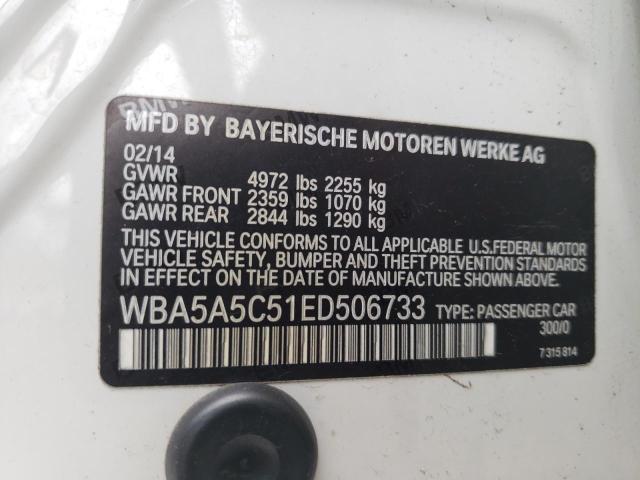 MFD BY BAYERISCHE MOTOREN WERKE AG
02/14
GVWR 4972 lbs 2255 kg
GAWR FRONT 2359 lbs 1070 kg
GAWR REAR 2844 lbs 1290 kg
THIS VEHICLE CONFORMS TO ALL APPLICABLE U.S.FEDERAL MOTOR
VEHICLE SAFETY, BUMPER AND THEFT PREVENTION STANDARDS
IN EFFECT ON THE DATE OF MANUFACTURE SHOWN ABOVE.
WBA5A5C51ED506733 TYPE: PASSENGER CAR
300/0
7315814